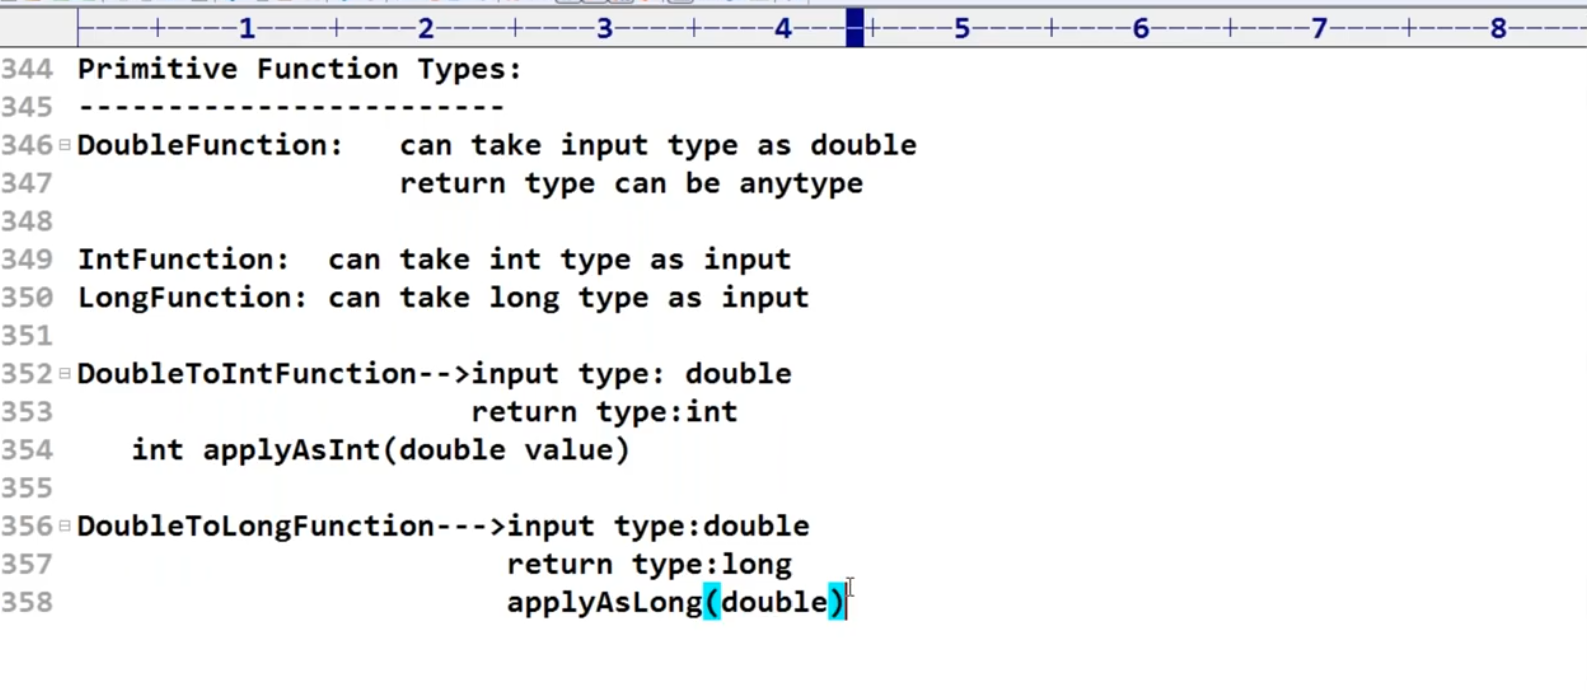 |----+----1----+----2----+----3----+----4----+----5----+----6----+----7----+----8----
344 Primitive Function Types:
345 ------------------------
346 DoubleFunction:   can take input type as double
347                   return type can be anytype
348
349 IntFunction:  can take int type as input
350 LongFunction: can take long type as input
351
352 DoubleToIntFunction-->input type: double
353                       return type:int
354    int applyAsInt(double value)
355
356 DoubleToLongFunction--->input type:double
357                         return type:long
358                         applyAsLong(double)